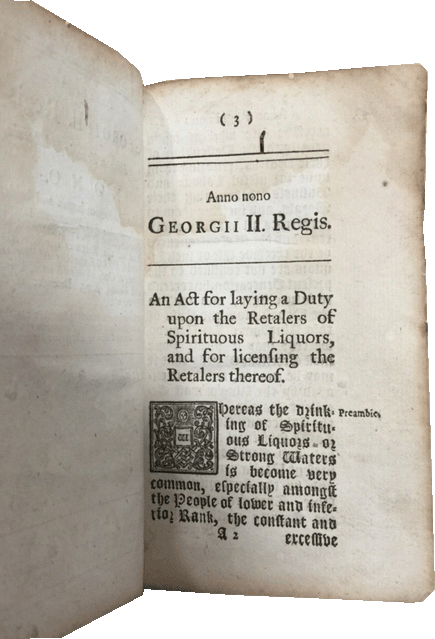 ( 3 )
Anno nono
GEORGII II. Regis.
An Act for laying a Duty
upon the Retalers of
Spirituous Liquors,
and for licenſing the
Retalers thereof.
Whereas the drink- Preamble,
ing of Spiritu-
ous Liquors or
Strong Waters
is become very
common, eſpecially amongſt
the People of lower and infe-
rior Rank, the conſtant and
A 2 exceſſive